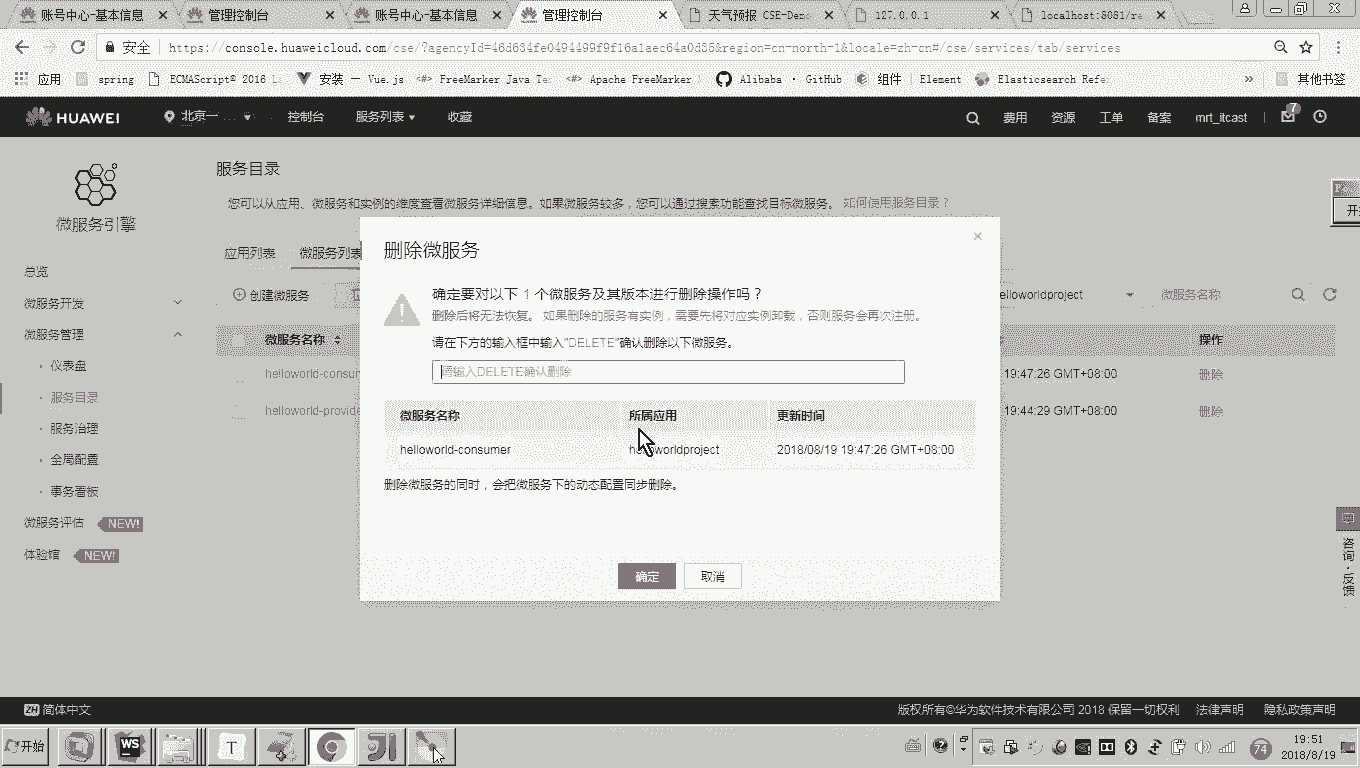 账号中心-基本信息
管理控制台
账号中心-基本信息
管理控制台
天气预报 CSE-Demo
127.0.0.1
安全
https://console.huaweicloud.com/cse/?agencyId=46d634fe0494499f9f16a1aec64a0d35&region=cn-north-1&locale=zh-cn#/cse/services/tab/services
应用
spring
ECMAScript® 2016
安装 — Vue.js
FreeMarker Java
Apache FreeMarker
Alibaba · GitHub
组件 | Element
Elasticsearch
»
其他书签
HUAWEI
北京一
控制台
服务列表
收藏
费用
资源
工单
备案
mrt_itcast
7
微服务引擎
服务目录
您可以从应用、微服务和实例的维度查看微服务详细信息。如果微服务较多，您可以通过搜索功能查找目标微服务。 如何使用服务目录？
应用列表
微服务列表
总览
微服务开发
微服务管理
仪表盘
服务目录
服务治理
全局配置
事务看板
微服务评估 NEW!
体验馆 NEW!
创建微服务
elloworldproject
微服务名称
微服务名称
操作
helloworld-consum
19:47:26 GMT+08:00
删除
helloworld-provide
19:44:29 GMT+08:00
删除
删除微服务
确定要对以下 1 个微服务及其版本进行删除操作吗？
删除后将无法恢复。 如果删除的服务有实例，需要先将对应实例卸载，否则服务会再次注册。
请在下方的输入框中输入"DELETE"确认删除以下微服务。
请输入DELETE确认删除
微服务名称
所属应用
更新时间
helloworld-consumer
helloworldproject
2018/08/19 19:47:26 GMT+08:00
删除微服务的同时，会把微服务下的动态配置同步删除。
确定
取消
咨询·反馈
ZH 简体中文
版权所有©华为软件技术有限公司 2018 保留一切权利
法律声明
隐私政策声明
开始
WS
T
74
19:51
2018/8/19